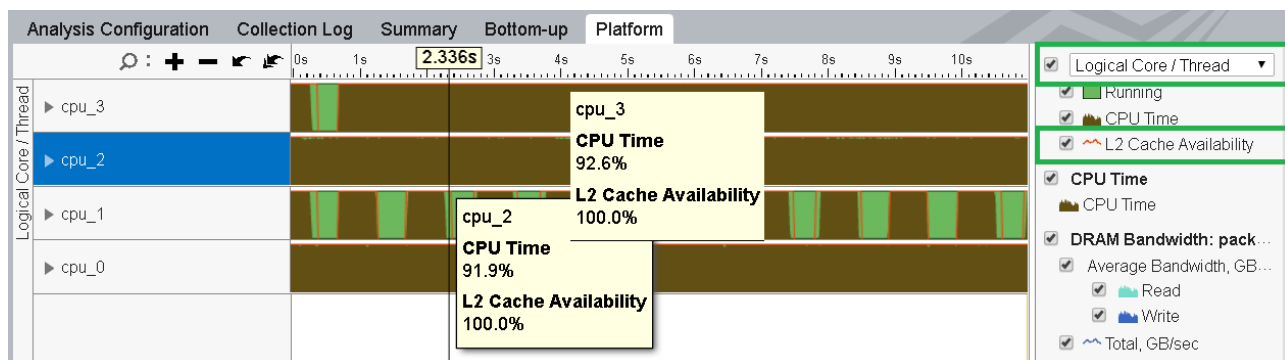 Analysis Configuration Collection Log Summary Bottom-up Platform
0s 1s 2.336s 3s 4s 5s 6s 7s 8s 9s 10s
Logical Core / Thread
cpu_3
cpu_2
cpu_1
cpu_0
cpu_3
CPU Time
92.6%
L2 Cache Availability
100.0%
cpu_2
CPU Time
91.9%
L2 Cache Availability
100.0%
Logical Core / Thread
Running
CPU Time
L2 Cache Availability
CPU Time
CPU Time
DRAM Bandwidth: pack...
Average Bandwidth, GB...
Read
Write
Total, GB/sec